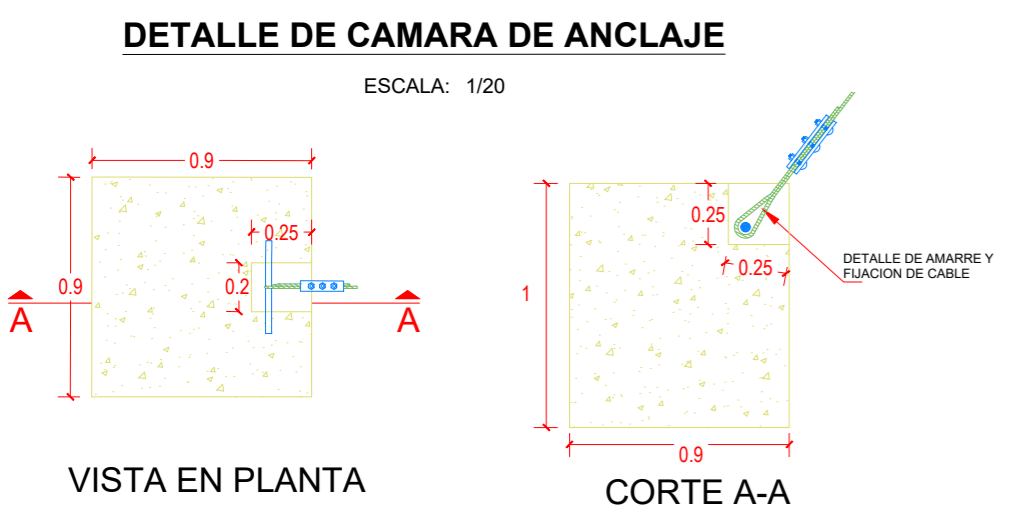 DETALLE DE CAMARA DE ANCLAJE
ESCALA: 1/20
0.9
0.9
0.25
0.2
A
A
VISTA EN PLANTA
1
0.25
0.25
0.9
DETALLE DE AMARRE Y
FIJACION DE CABLE
CORTE A-A